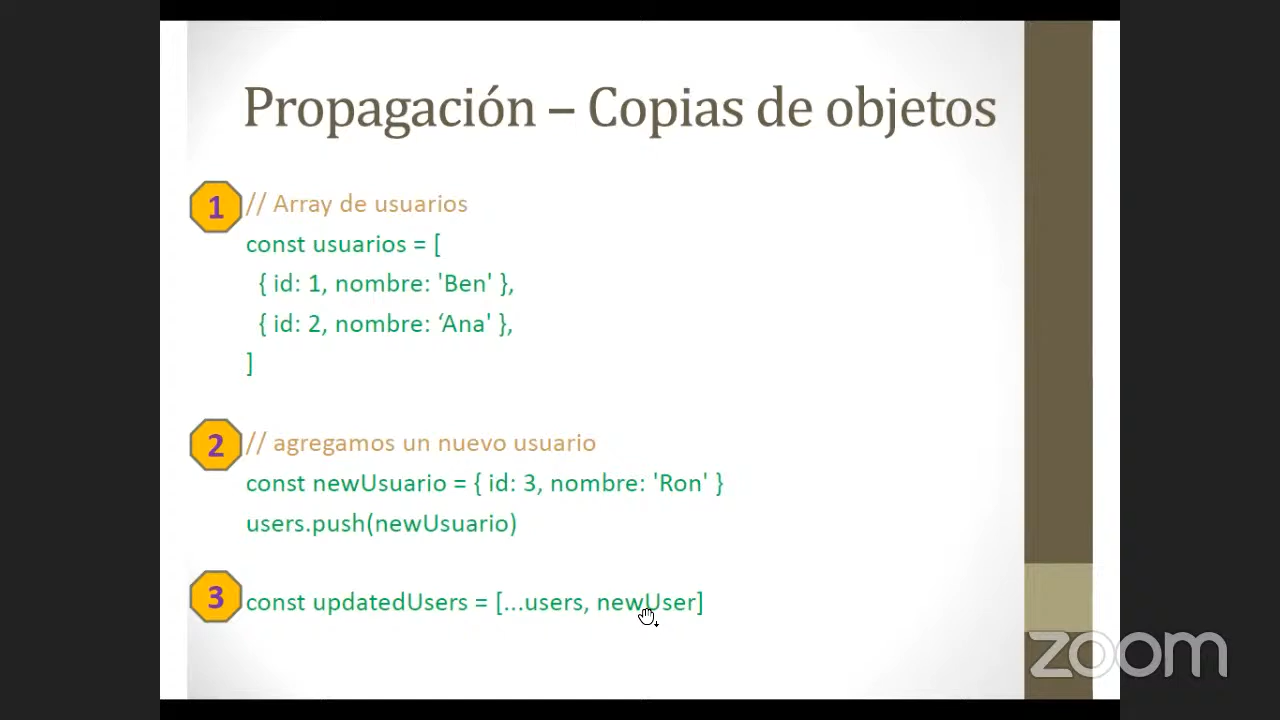 Propagación – Copias de objetos
1 // Array de usuarios
const usuarios = [
{ id: 1, nombre: 'Ben' },
{ id: 2, nombre: ‘Ana' },
]
2 // agregamos un nuevo usuario
const newUsuario = { id: 3, nombre: 'Ron' }
users.push(newUsuario)
3 const updatedUsers = [...users, newUser]
zoom